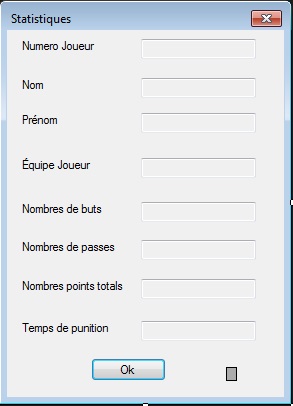 Statistiques
Numero Joueur
Nom
Prénom
Équipe Joueur
Nombres de buts
Nombres de passes
Nombres points totals
Temps de punition
Ok